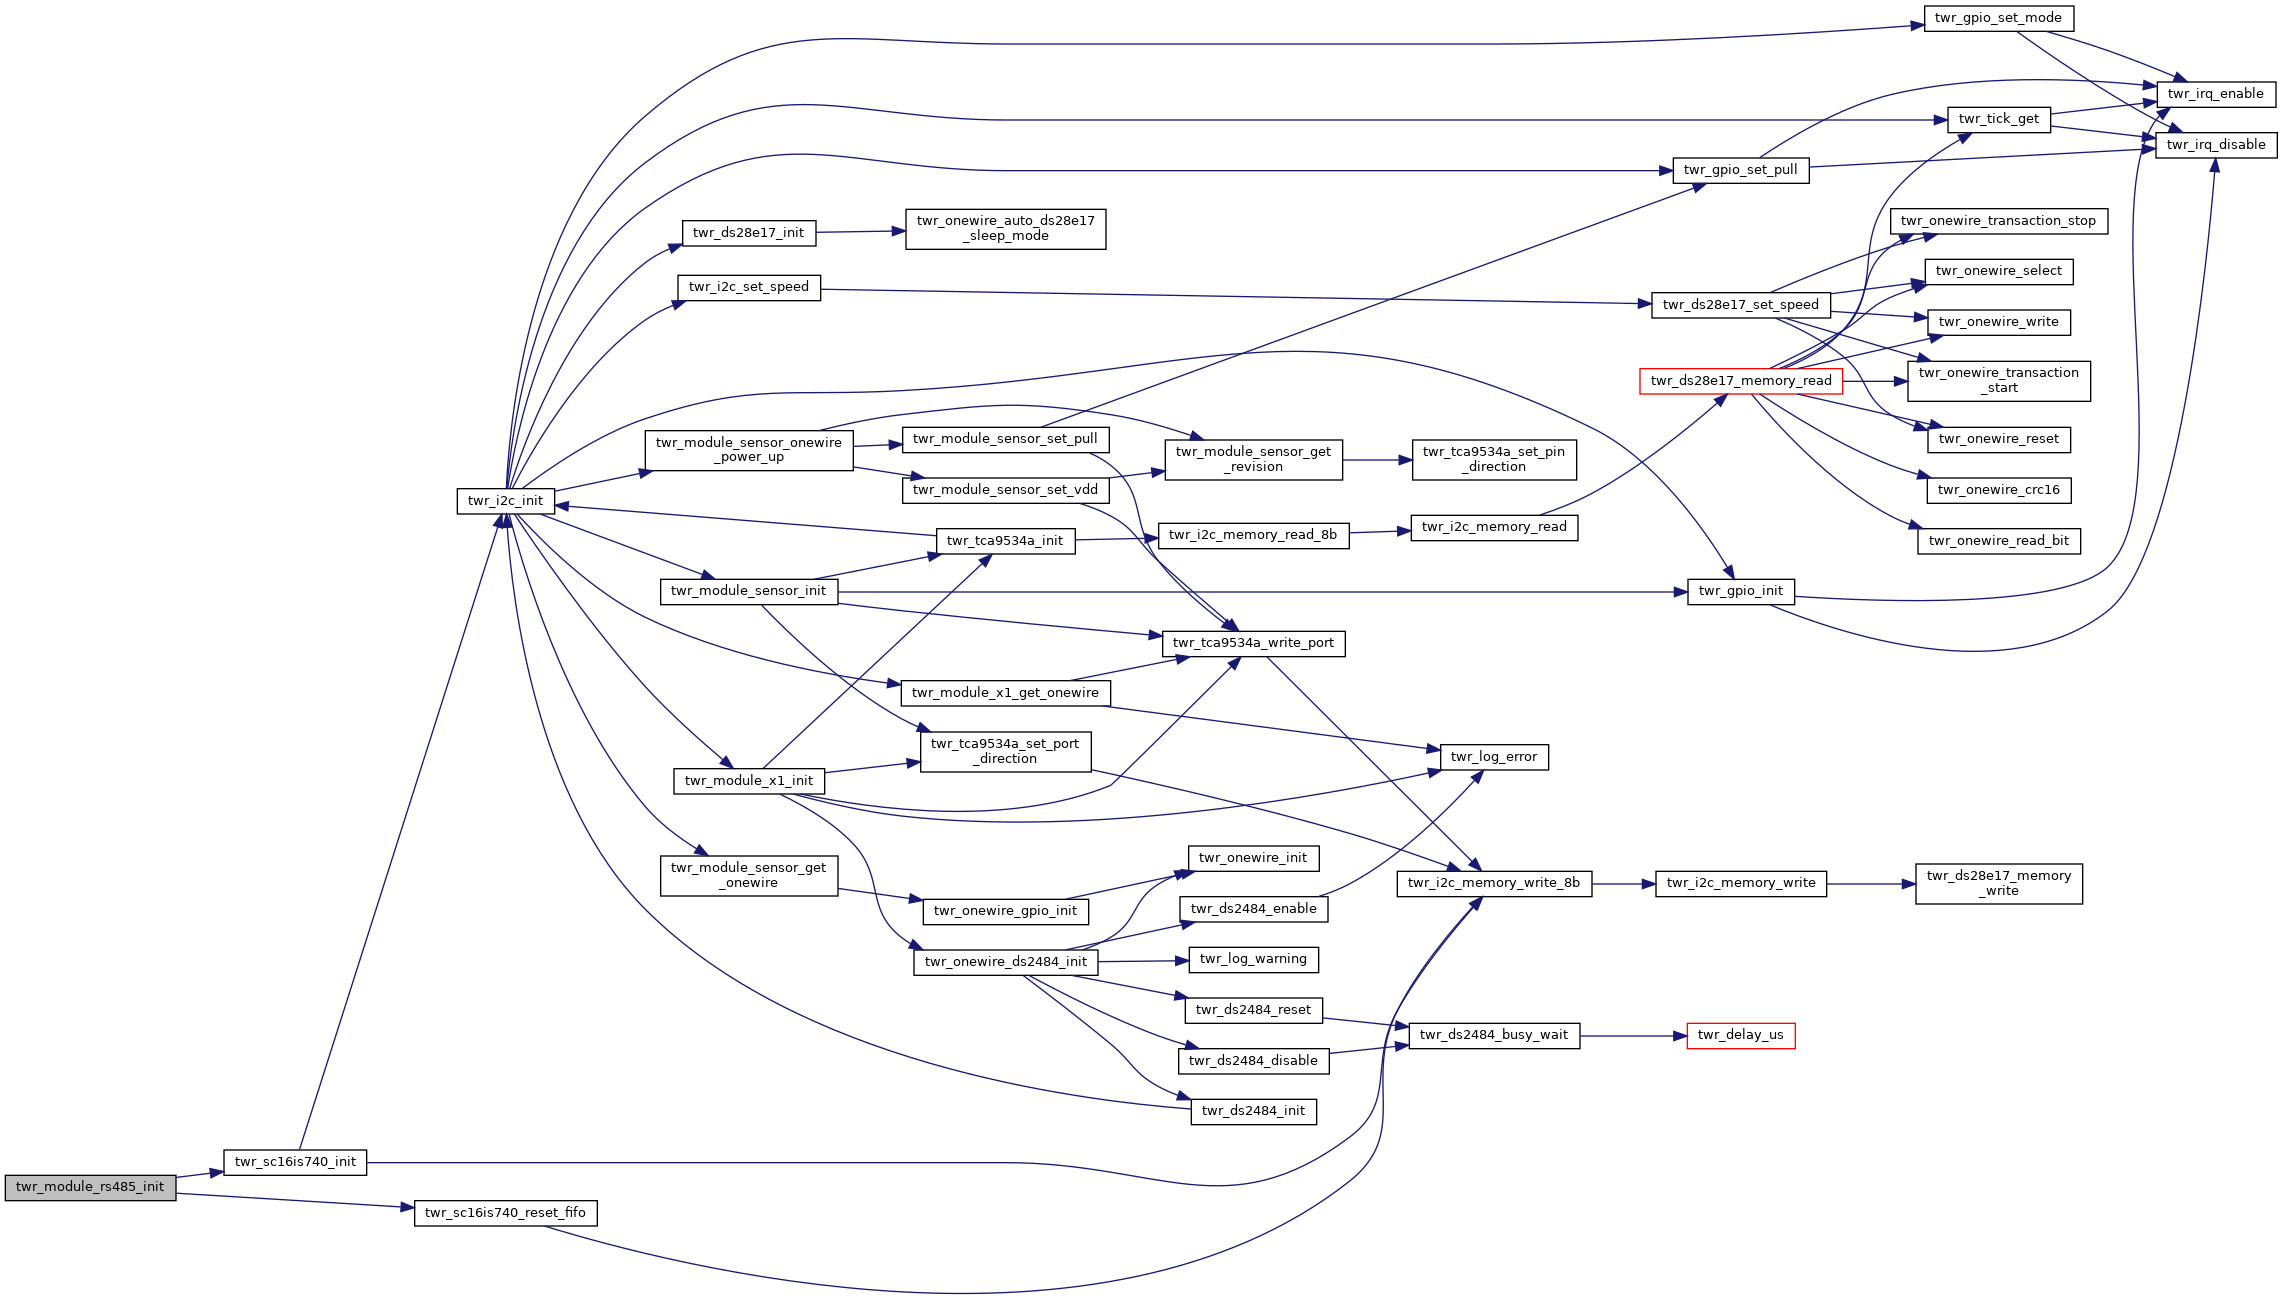 twr_gpio_set_mode
twr_irq_enable
twr_tick_get
twr_irq_disable
twr_gpio_set_pull
twr_onewire_auto_ds28e17
_sleep_mode
twr_ds28e17_init
twr_onewire_transaction_stop
twr_onewire_select
twr_i2c_set_speed
twr_ds28e17_set_speed
twr_onewire_write
twr_ds28e17_memory_read
twr_onewire_transaction
_start
twr_module_sensor_onewire
_power_up
twr_module_sensor_set_pull
twr_onewire_reset
twr_module_sensor_get
_revision
twr_tca9534a_set_pin
_direction
twr_module_sensor_set_vdd
twr_onewire_crc16
twr_i2c_init
twr_i2c_memory_read
twr_tca9534a_init
twr_i2c_memory_read_8b
twr_onewire_read_bit
twr_module_sensor_init
twr_gpio_init
twr_tca9534a_write_port
twr_module_x1_get_onewire
twr_tca9534a_set_port
_direction
twr_log_error
twr_module_x1_init
twr_onewire_init
twr_module_sensor_get
_onewire
twr_i2c_memory_write_8b
twr_i2c_memory_write
twr_ds28e17_memory
_write
twr_onewire_gpio_init
twr_ds2484_enable
twr_onewire_ds2484_init
twr_log_warning
twr_ds2484_reset
twr_ds2484_busy_wait
twr_delay_us
twr_ds2484_disable
twr_ds2484_init
twr_sc16is740_init
twr_module_rs485_init
twr_sc16is740_reset_fifo